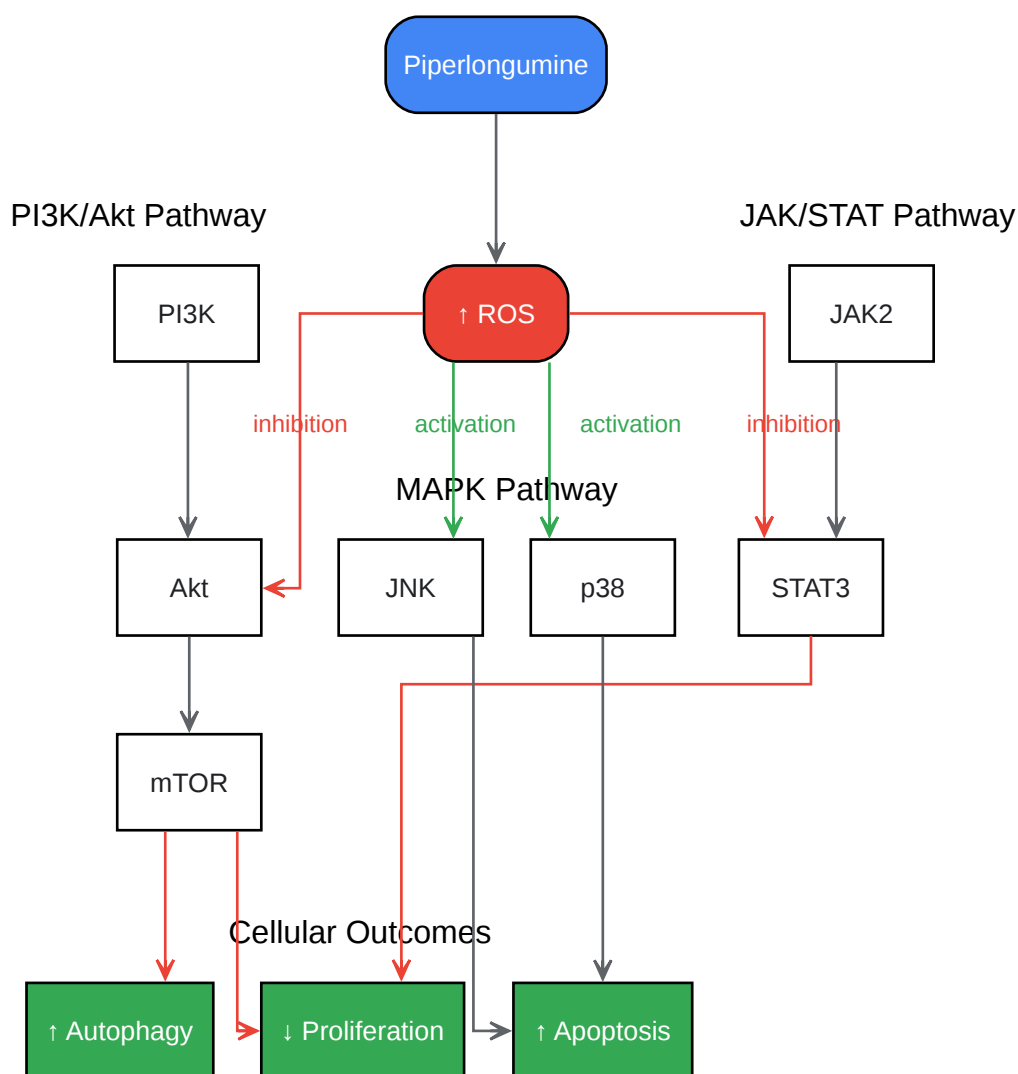 Piperlongumine
PI3K/Akt Pathway
JAK/STAT Pathway
PI3K
↑ ROS
JAK2
inhibition
activation
activation
inhibition
MAPK Pathway
Akt
JNK
p38
STAT3
mTOR
Cellular Outcomes
↑ Autophagy
↓ Proliferation
↑ Apoptosis